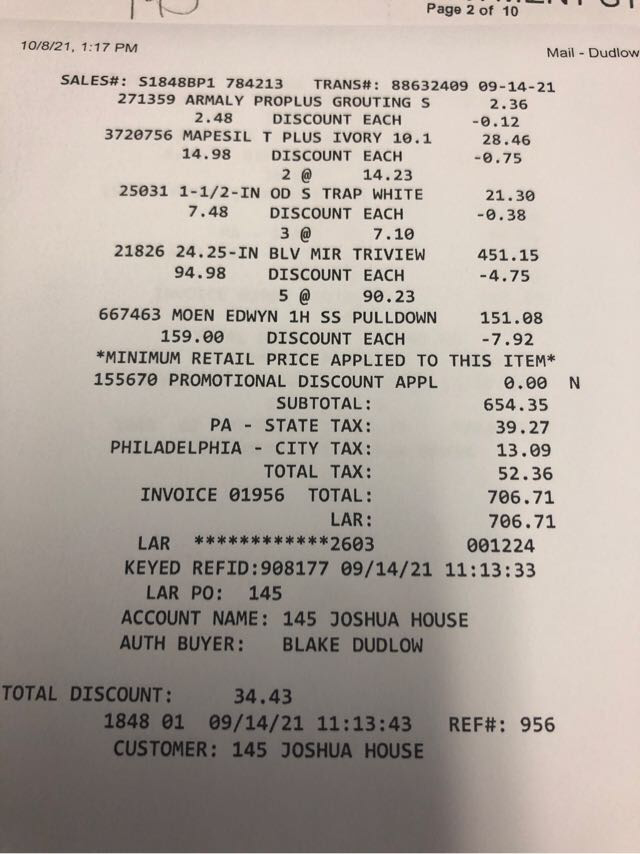 Page 2 of 10
10/8/21, 1:17 PM
Mail - Dudlow
SALES#: S1848BP1 784213 TRANS#: 88632409 09-14-21
271359 ARMALY PROPLUS GROUTING S 2.36
2.48 DISCOUNT EACH -0.12
3720756 MAPESIL T PLUS IVORY 10.1 28.46
14.98 DISCOUNT EACH -0.75
2 @ 14.23
25031 1-1/2-IN OD S TRAP WHITE 21.30
7.48 DISCOUNT EACH -0.38
3 @ 7.10
21826 24.25-IN BLV MIR TRIVIEW 451.15
94.98 DISCOUNT EACH -4.75
5 @ 90.23
667463 MOEN EDWYN 1H SS PULLDOWN 151.08
159.00 DISCOUNT EACH -7.92
*MINIMUM RETAIL PRICE APPLIED TO THIS ITEM*
155670 PROMOTIONAL DISCOUNT APPL 0.00 N
SUBTOTAL: 654.35
PA - STATE TAX: 39.27
PHILADELPHIA - CITY TAX: 13.09
TOTAL TAX: 52.36
INVOICE 01956 TOTAL: 706.71
LAR: 706.71
LAR ************2603 001224
KEYED REFID:908177 09/14/21 11:13:33
LAR PO: 145
ACCOUNT NAME: 145 JOSHUA HOUSE
AUTH BUYER: BLAKE DUDLOW
TOTAL DISCOUNT: 34.43
1848 01 09/14/21 11:13:43 REF#: 956
CUSTOMER: 145 JOSHUA HOUSE